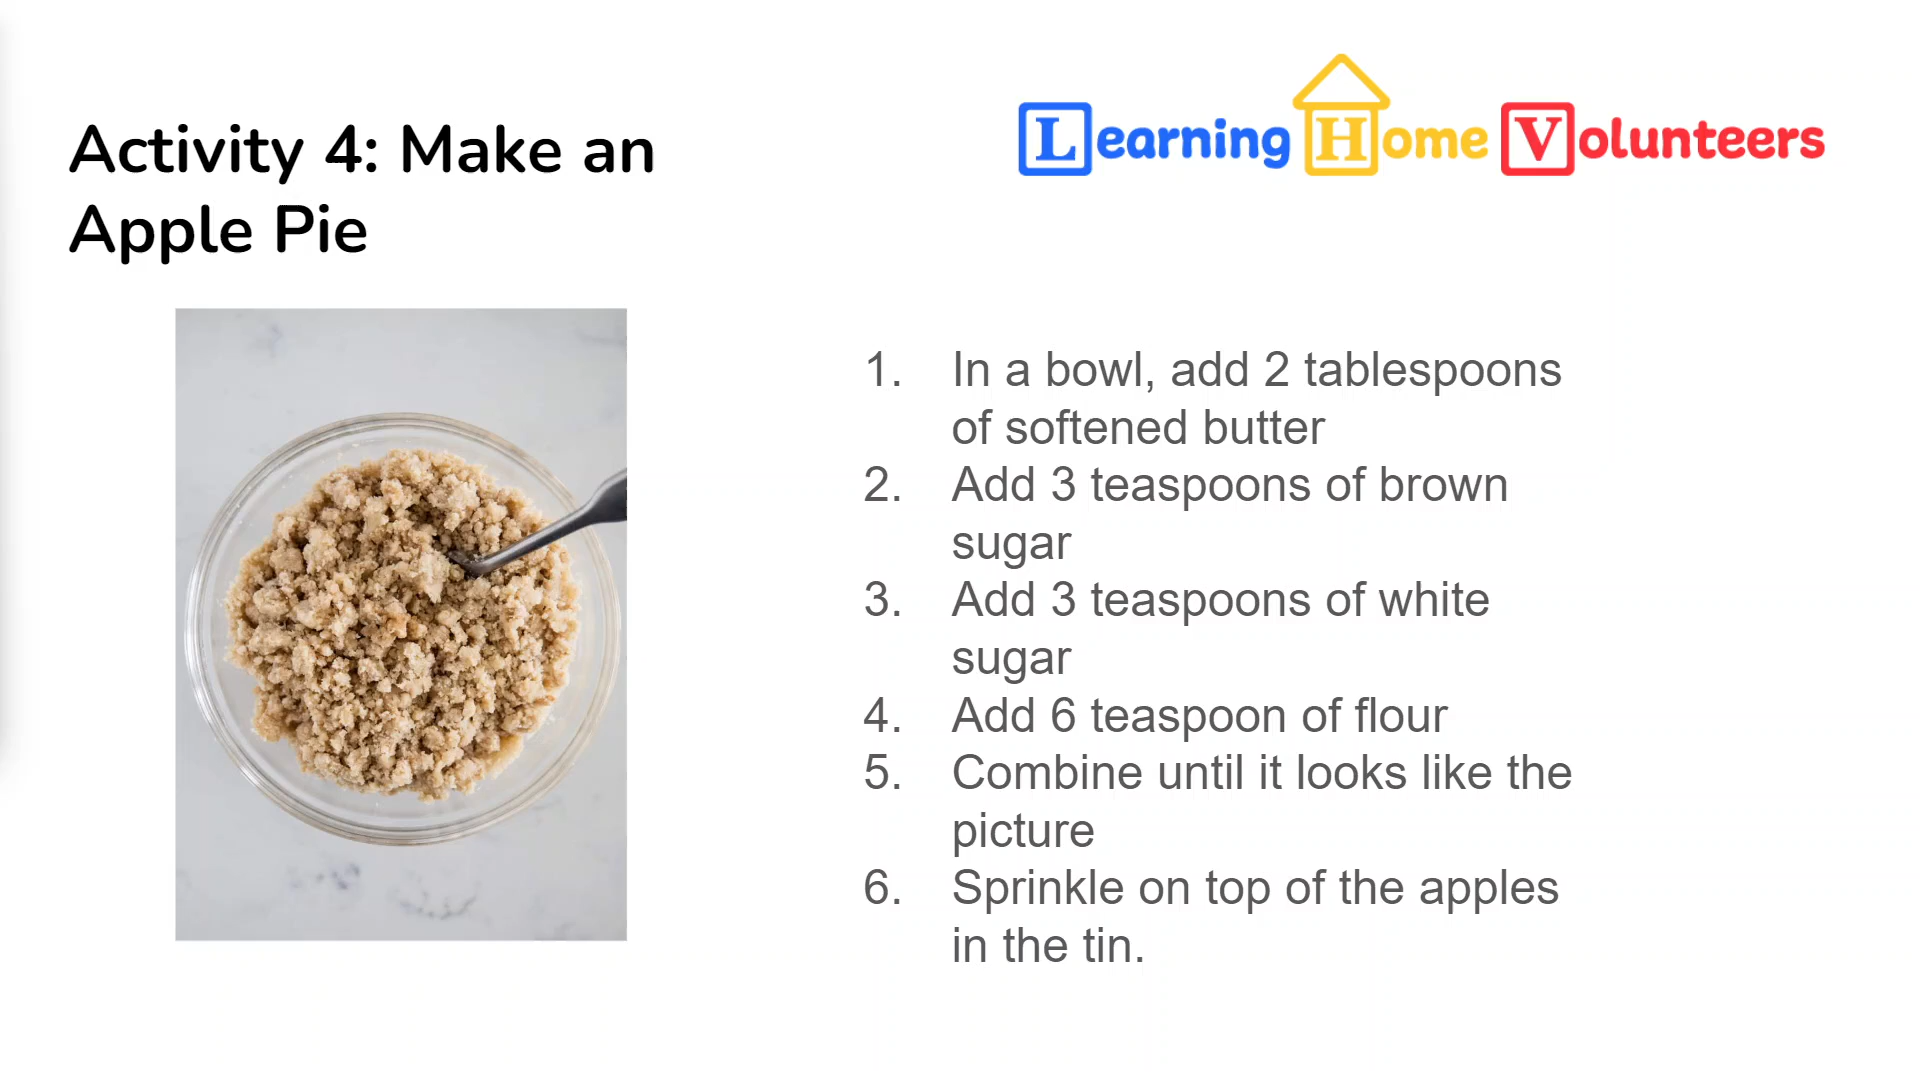 Activity 4: Make an
Apple Pie
Learning Home Volunteers
1. In a bowl, add 2 tablespoons
of softened butter
2. Add 3 teaspoons of brown
sugar
3. Add 3 teaspoons of white
sugar
4. Add 6 teaspoon of flour
5. Combine until it looks like the
picture
6. Sprinkle on top of the apples
in the tin.